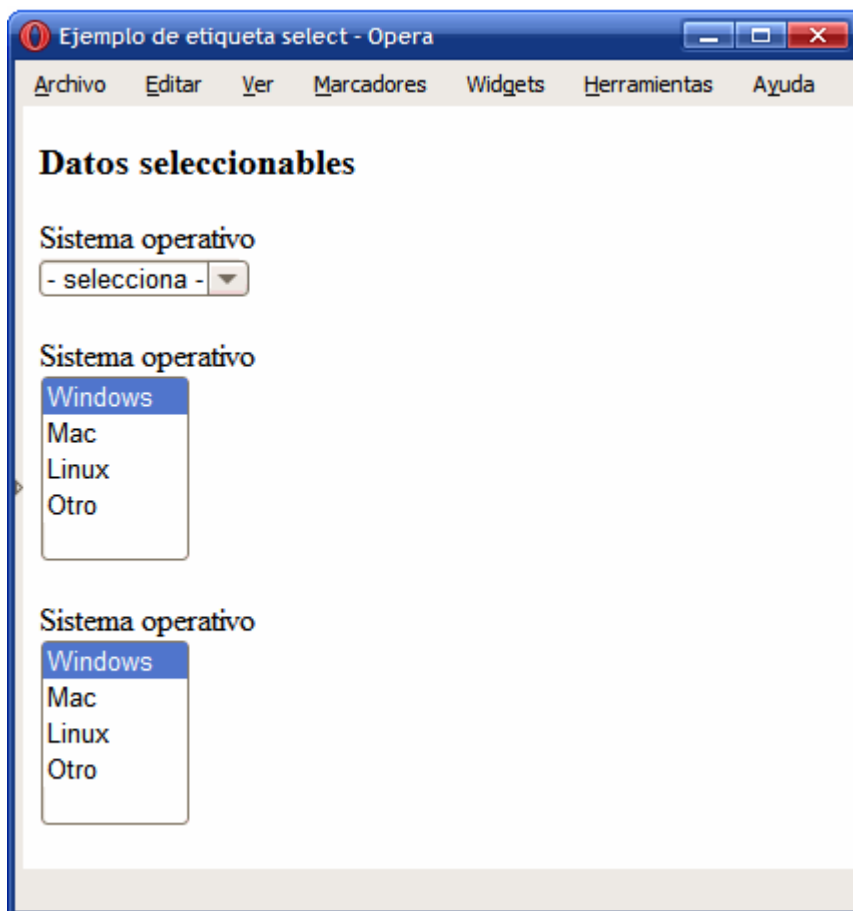 Ejemplo de etiqueta select - Opera
Archivo Editar Ver Marcadores Widgets Herramientas Ayuda
Datos seleccionables
Sistema operativo
- selecciona -
Sistema operativo
Windows
Mac
Linux
Otro
Sistema operativo
Windows
Mac
Linux
Otro